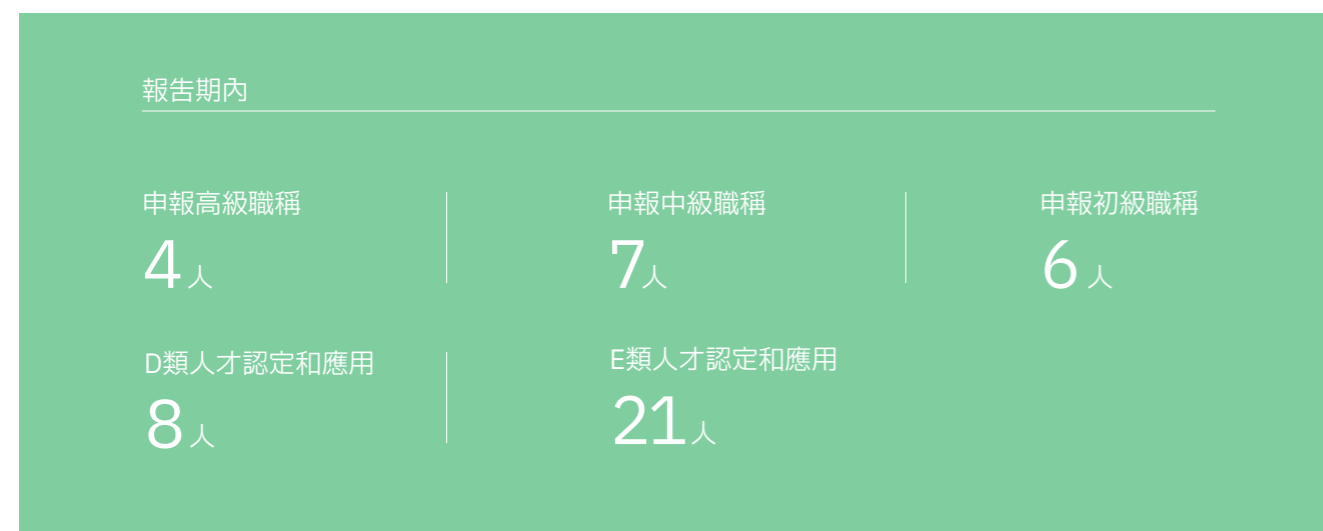 報告期內
申報高級職稱
4人
申報中級職稱
7人
申報初級職稱
6人
D類人才認定和應用
8人
E類人才認定和應用
21人